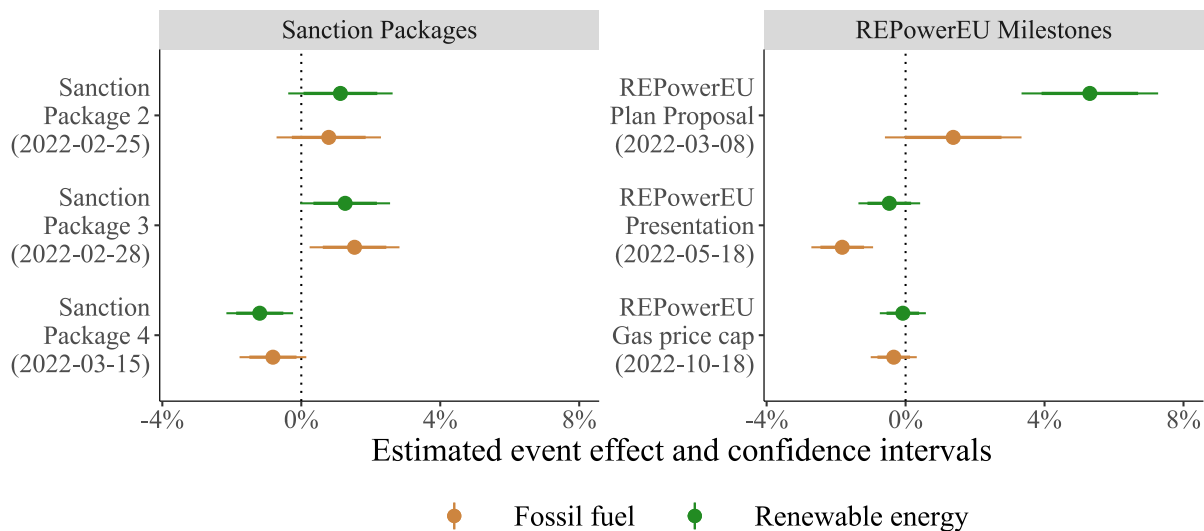 Sanction Packages
Sanction
Package 2
(2022-02-25)
Sanction
Package 3
(2022-02-28)
Sanction
Package 4
(2022-03-15)
-4%
0%
4%
8%
REPowerEU Milestones
REPowerEU
Plan Proposal
(2022-03-08)
REPowerEU
Presentation
(2022-05-18)
REPowerEU
Gas price cap
(2022-10-18)
-4%
0%
4%
8%
Estimated event effect and confidence intervals
Fossil fuel
Renewable energy